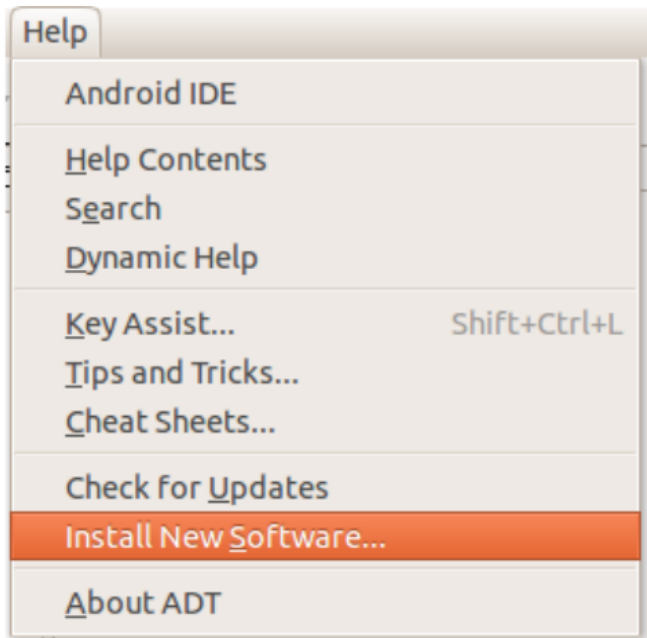 Help
Android IDE
Help Contents
Search
Dynamic Help
Key Assist... Shift+Ctrl+L
Tips and Tricks...
Cheat Sheets...
Check for Updates
Install New Software...
About ADT